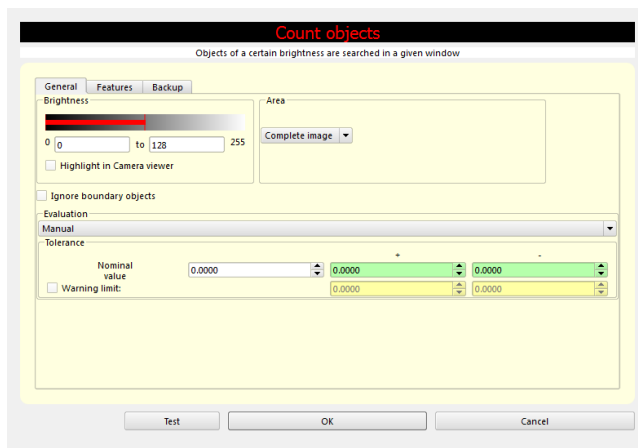 Count objects
Objects of a certain brightness are searched in a given window
General Features Backup
Brightness Area
Complete image
0 0 to 128 255
Highlight in Camera viewer
Ignore boundary objects
Evaluation
Manual
Tolerance
+ -
Nominal value 0.0000 0.0000 0.0000
Warning limit: 0.0000 0.0000
Test OK Cancel